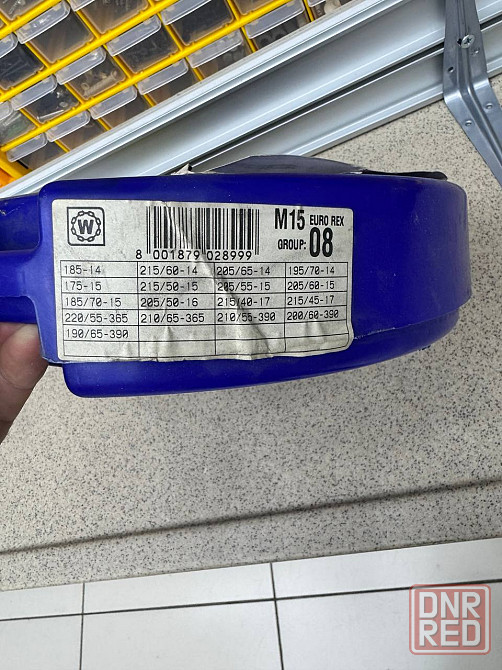 W
8 001879 028999
M15 EURO REX
GROUP: 08
185-14 215/60-14 205/65-14 195/70-14
175-15 215/50-15 205/55-15 205/60-15
185/70-15 205/50-16 215/40-17 215/45-17
220/55-365 210/65-365 210/55-390 200/60-390
190/65-390
DNR
RED